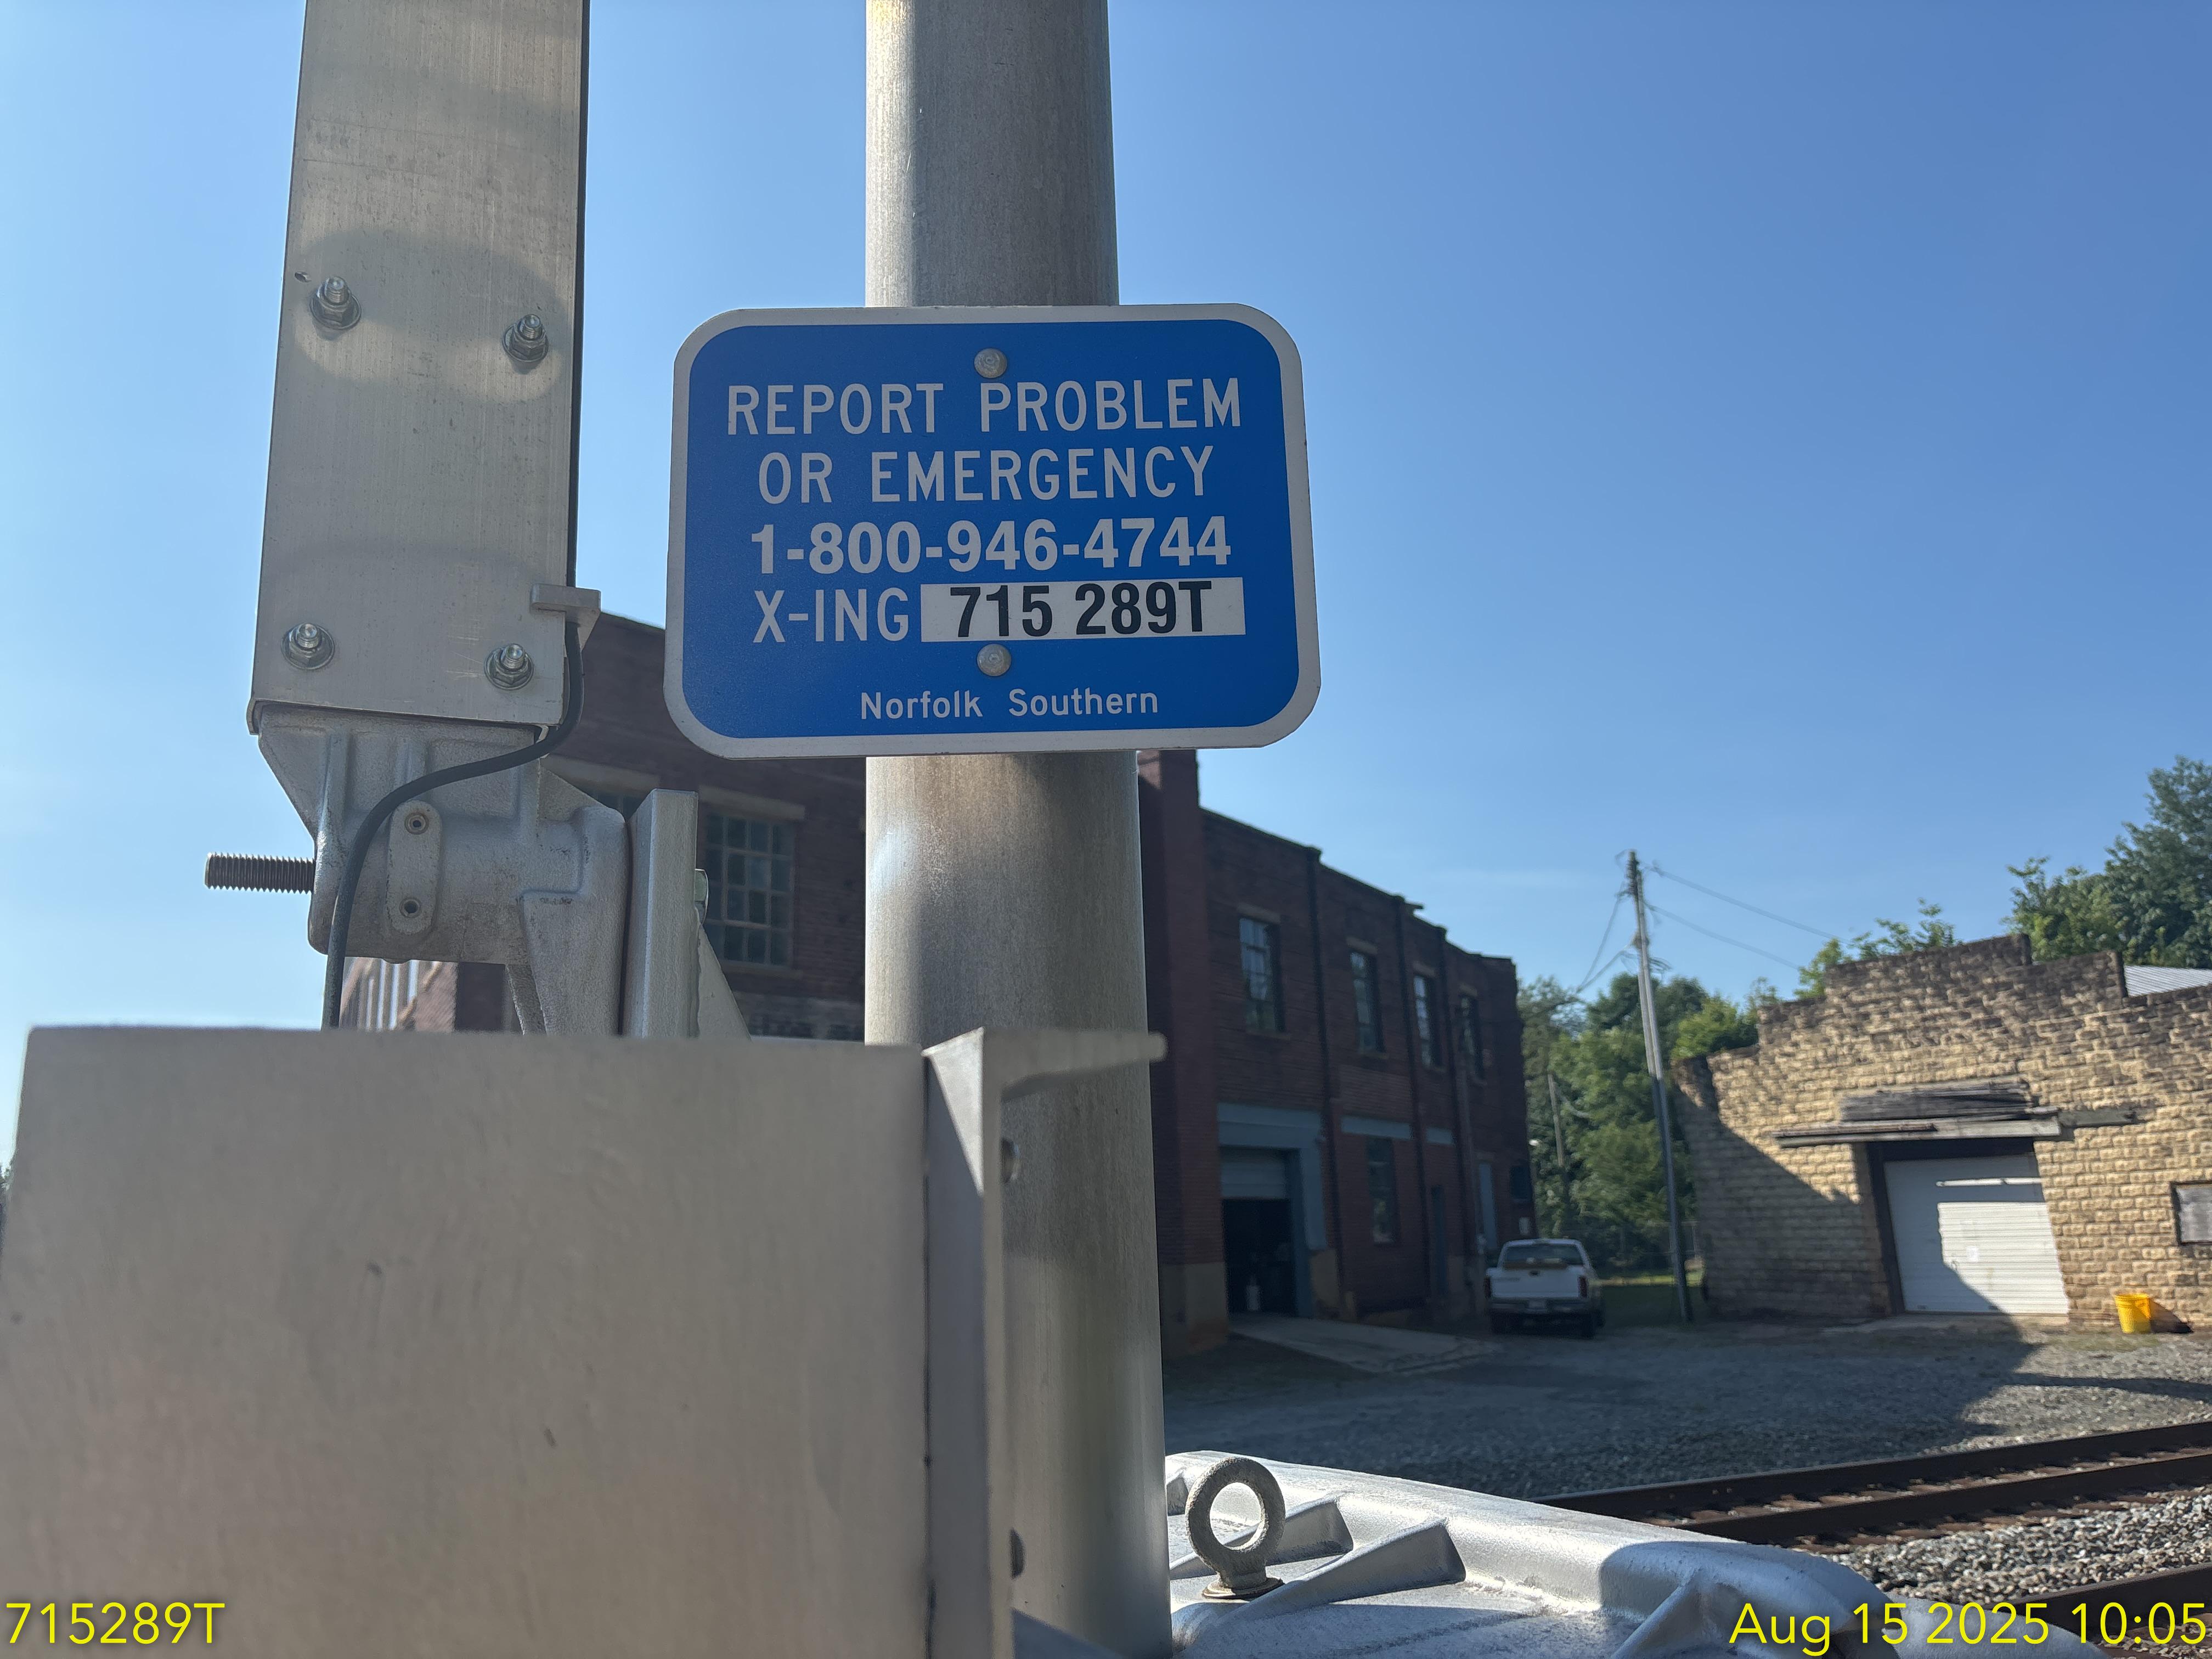 REPORT PROBLEM
OR EMERGENCY
1-800-946-4744
X-ING 715 289T
Norfolk Southern
715289T
Aug 15 2025 10:05